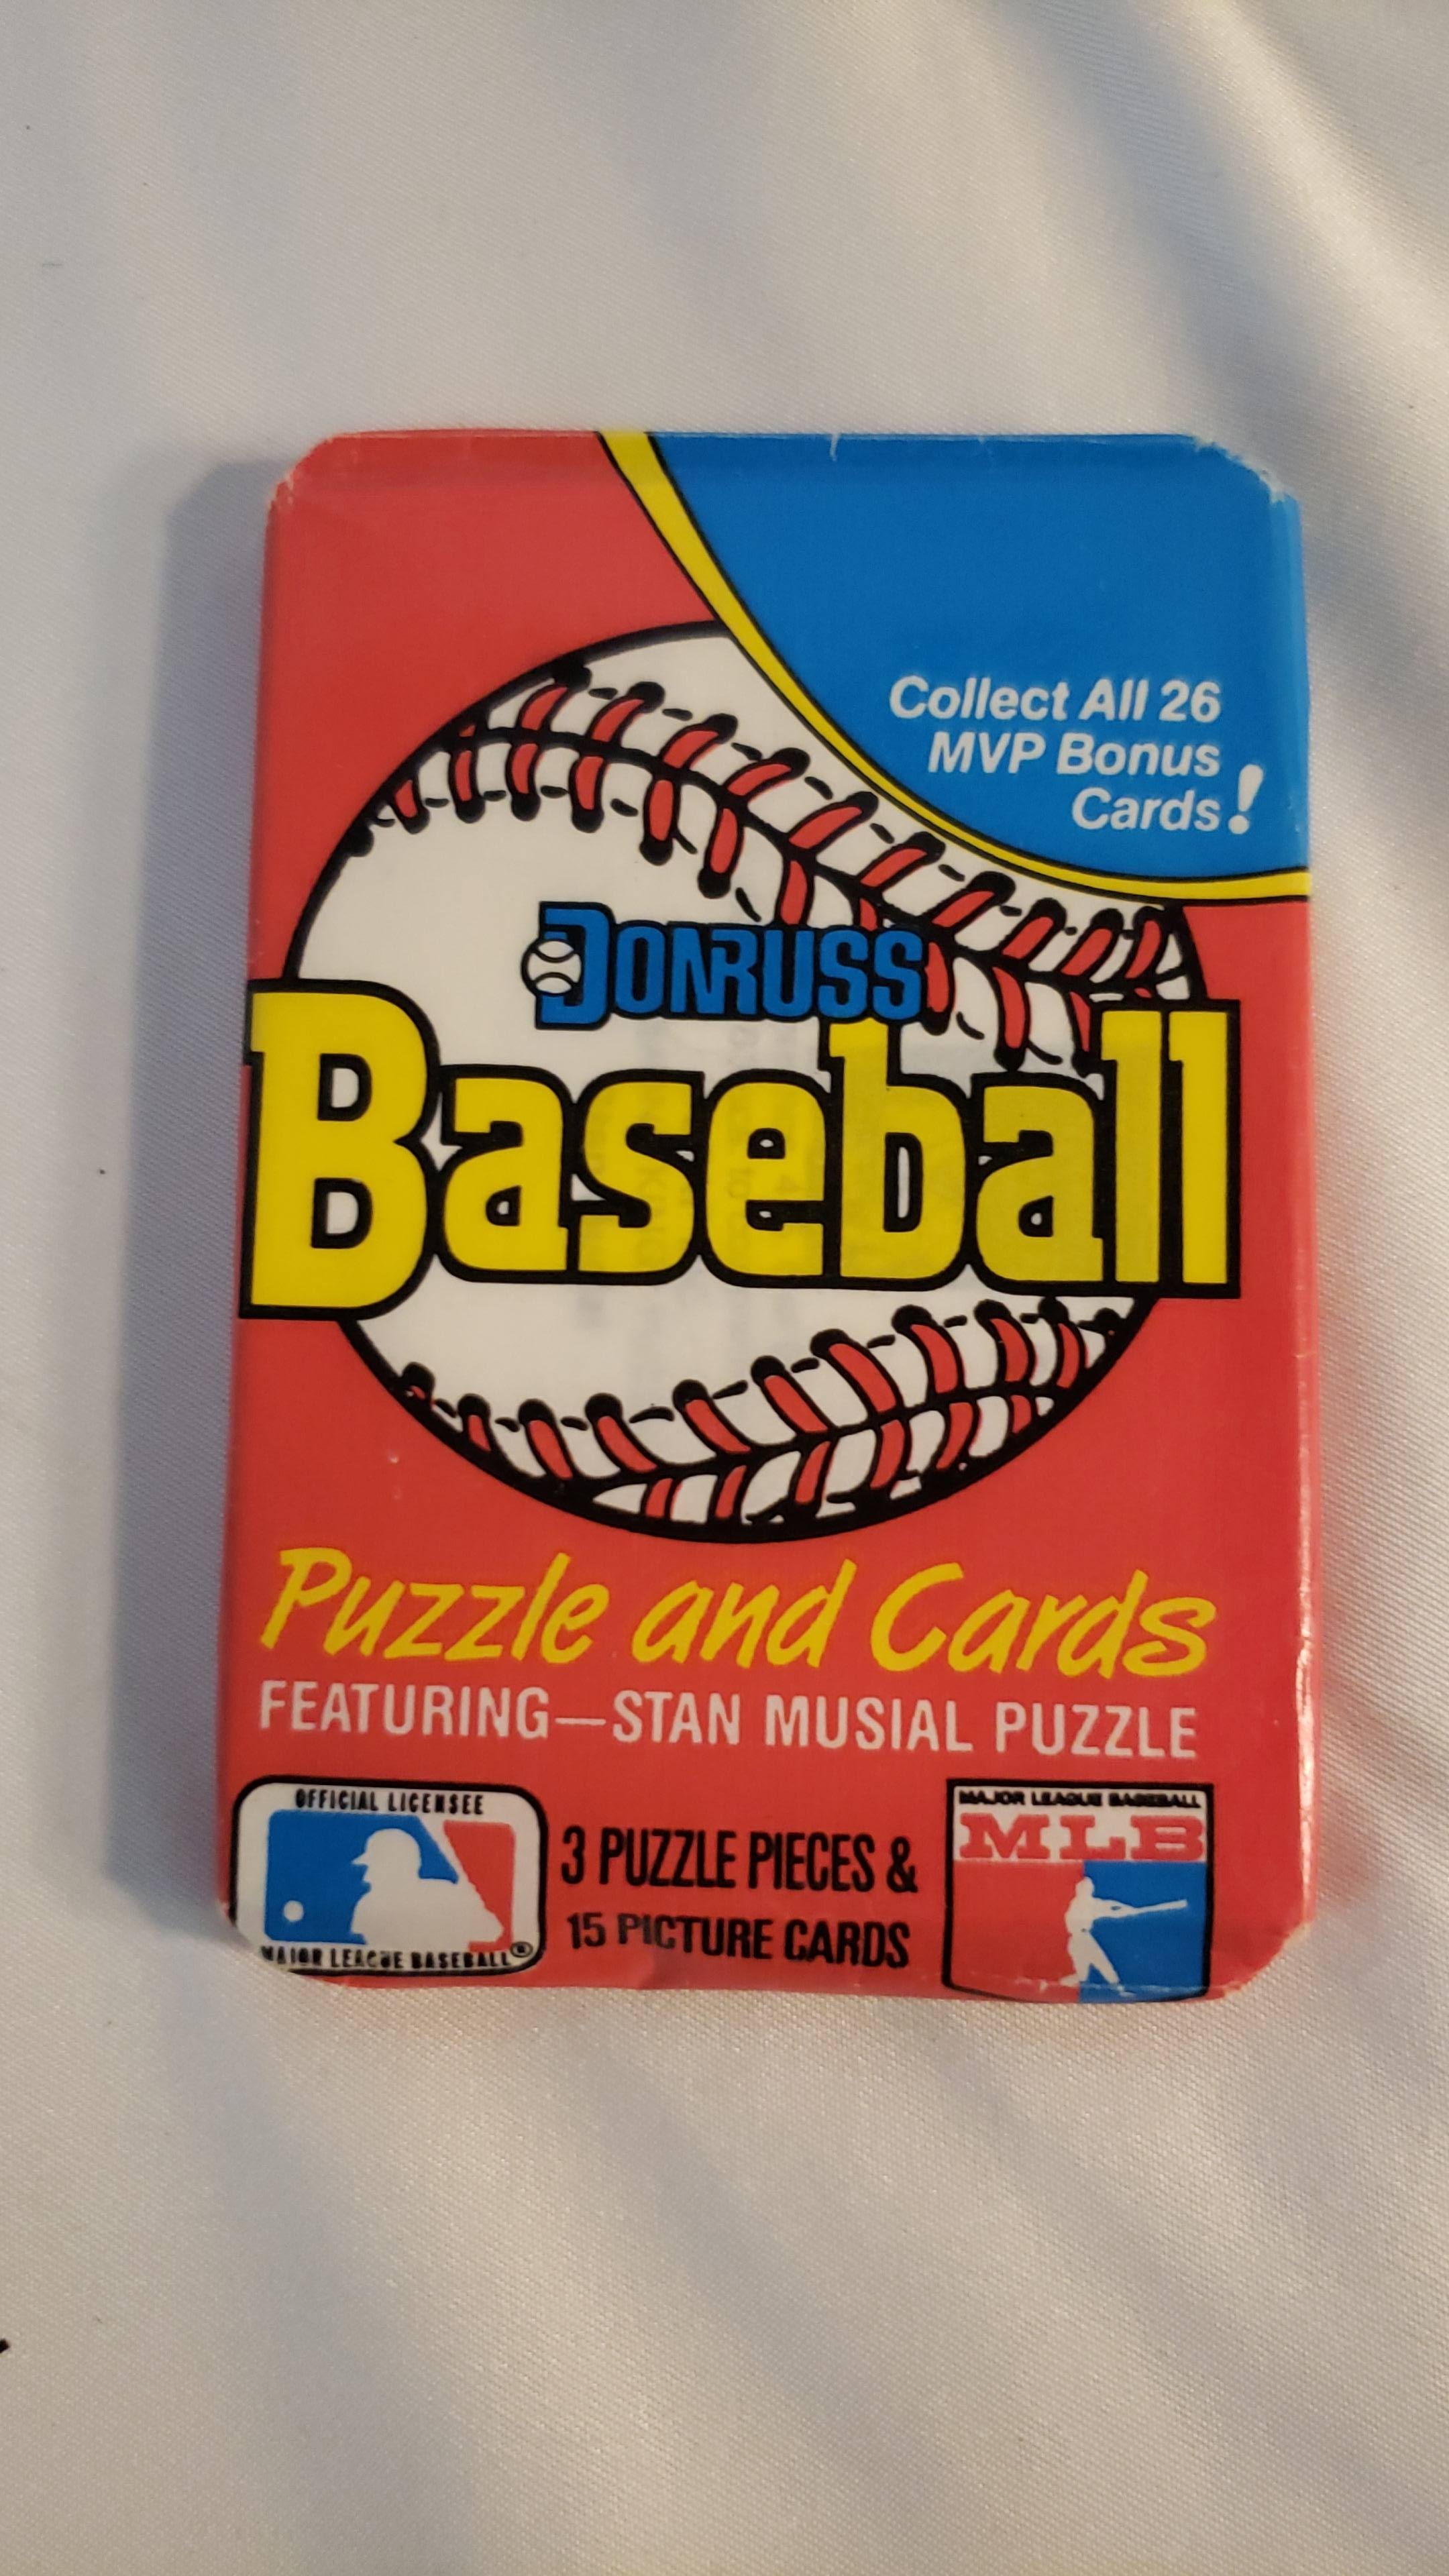 Collect All 26
MVP Bonus
Cards!
DONRUSS
Baseball
Puzzle and Cards
FEATURING—STAN MUSIAL PUZZLE
OFFICIAL LICENSEE
MAJOR LEAGUE BASEBALL®
3 PUZZLE PIECES &
15 PICTURE CARDS
MAJOR LEAGUE BASEBALL
MLB